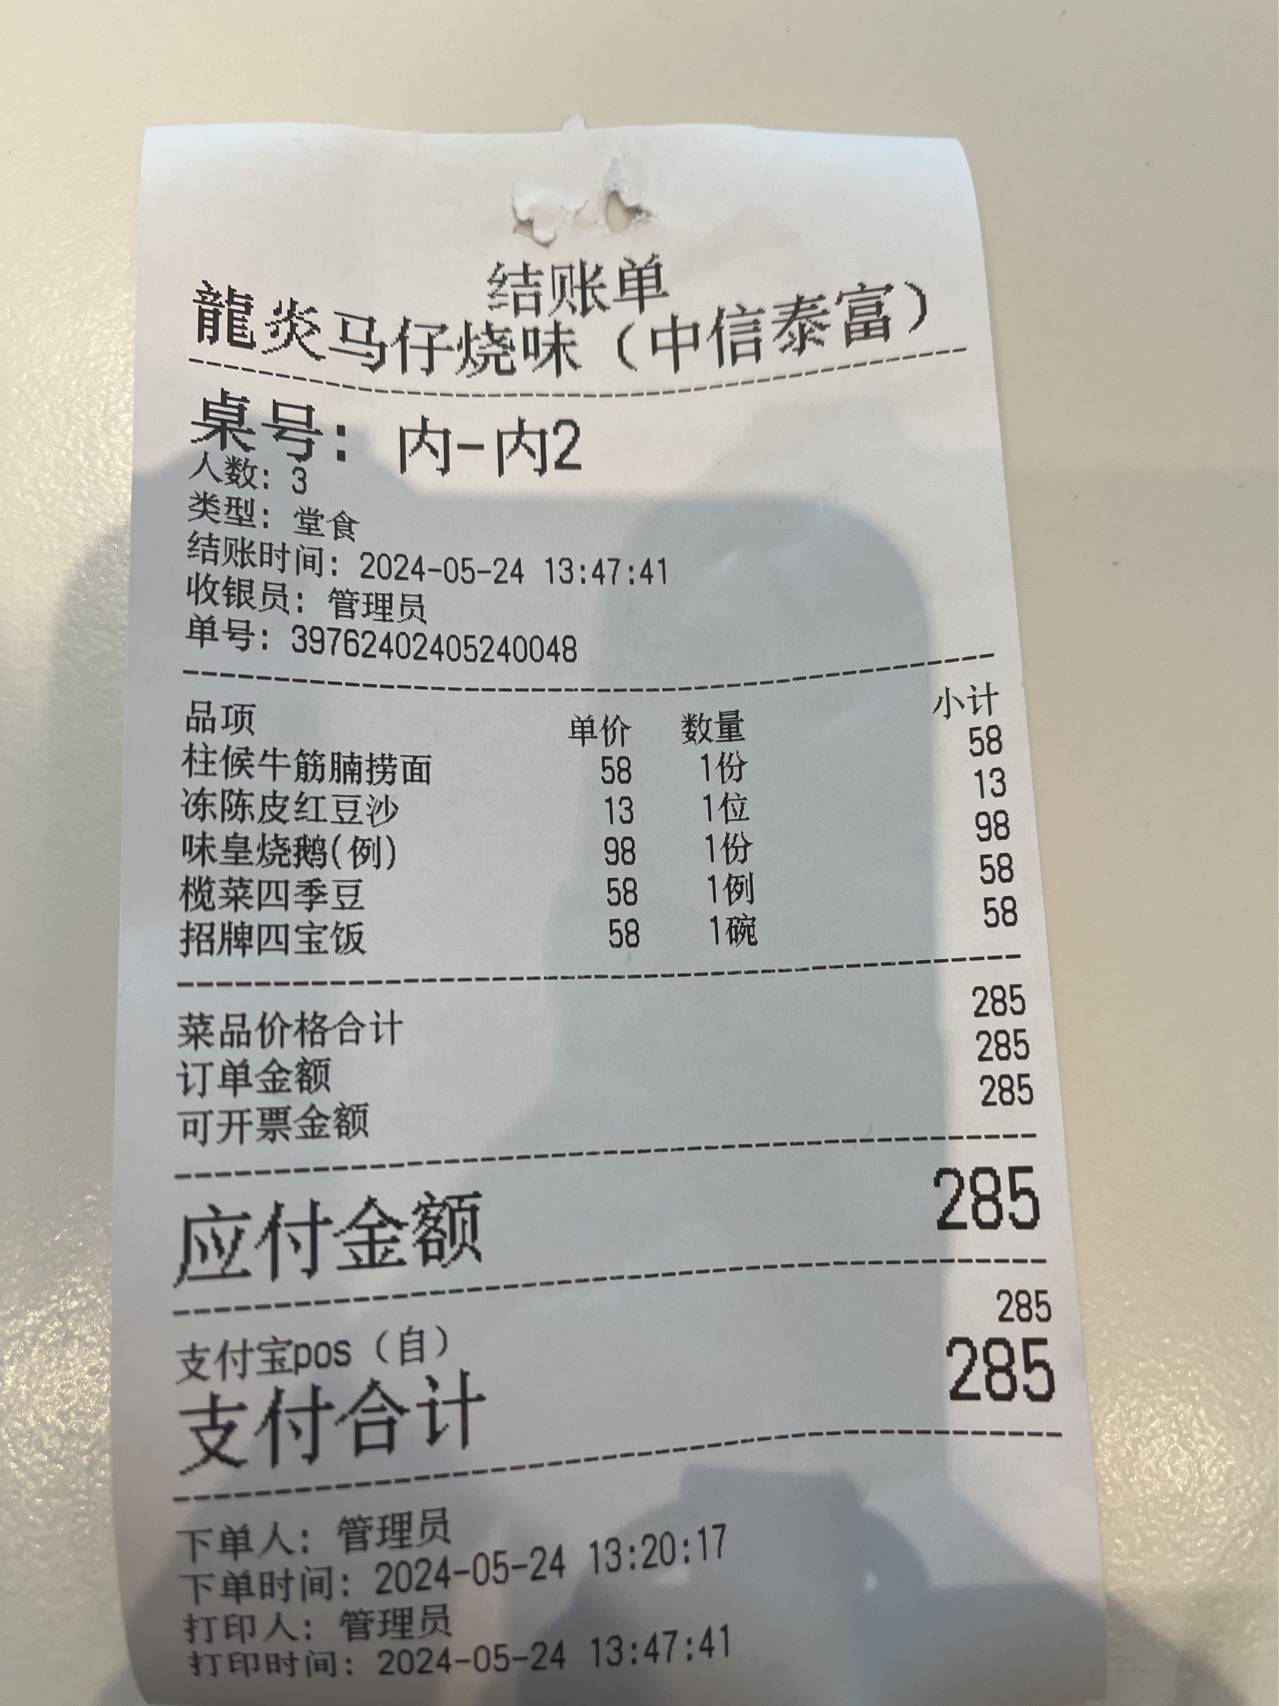 结账单
龍炎马仔烧味（中信泰富）
桌号： 内-内2
人数：3
类型：堂食
结账时间：2024-05-24 13:47:41
收银员：管理员
单号：39762402405240048
品项 单价 数量 小计
柱候牛筋腩捞面 58 1份 58
冻陈皮红豆沙 13 1位 13
味皇烧鹅(例) 98 1份 98
榄菜四季豆 58 1例 58
招牌四宝饭 58 1碗 58
菜品价格合计 285
订单金额 285
可开票金额 285
应付金额 285
支付宝pos（自） 285
支付合计 285
下单人：管理员
下单时间：2024-05-24 13:20:17
打印人：管理员
打印时间：2024-05-24 13:47:41